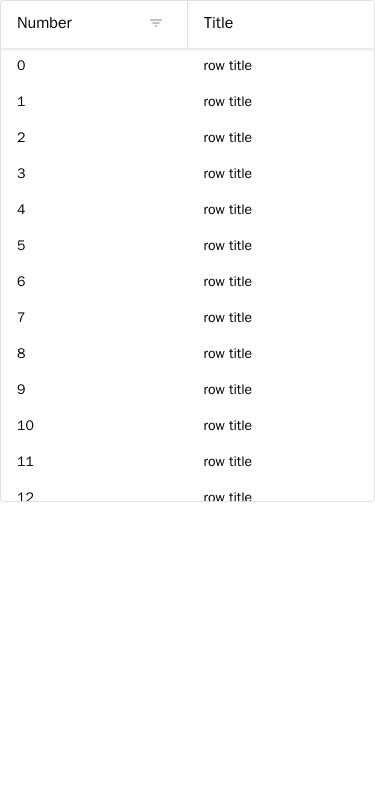 Number Title
0 row title
1 row title
2 row title
3 row title
4 row title
5 row title
6 row title
7 row title
8 row title
9 row title
10 row title
11 row title
12 row title